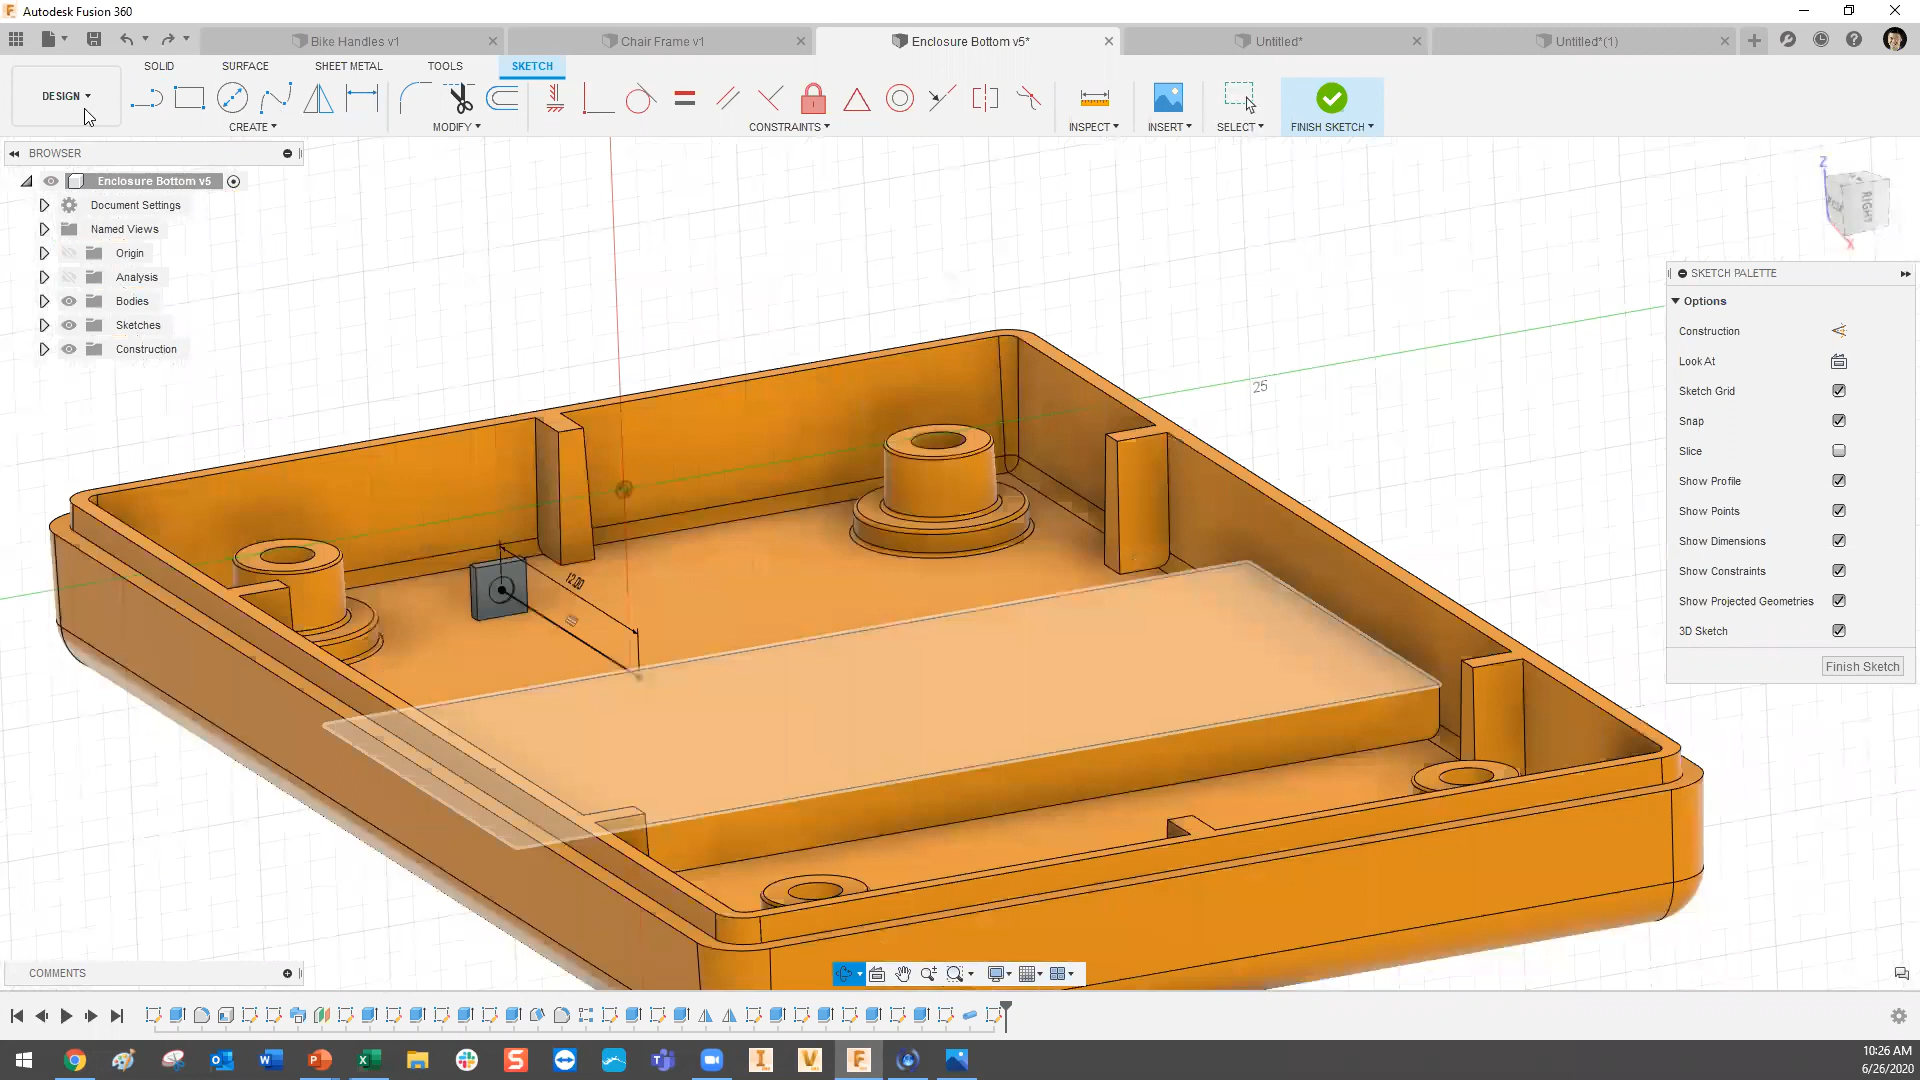 Autodesk Fusion 360
Bike Handles v1
Chair Frame v1
Enclosure Bottom v5*
Untitled*
Untitled*(1)
SOLID
SURFACE
SHEET METAL
TOOLS
SKETCH
DESIGN
CREATE
MODIFY
CONSTRAINTS
INSPECT
INSERT
SELECT
FINISH SKETCH
BROWSER
Enclosure Bottom v5
Document Settings
Named Views
Origin
Analysis
Bodies
Sketches
Construction
Z
RIGHT
X
25
12.00
SKETCH PALETTE
Options
Construction
Look At
Sketch Grid
Snap
Slice
Show Profile
Show Points
Show Dimensions
Show Constraints
Show Projected Geometries
3D Sketch
Finish Sketch
COMMENTS
10:26 AM
6/26/2020